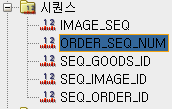 시퀀스
IMAGE_SEQ
ORDER_SEQ_NUM
SEQ_GOODS_ID
SEQ_IMAGE_ID
SEQ_ORDER_ID